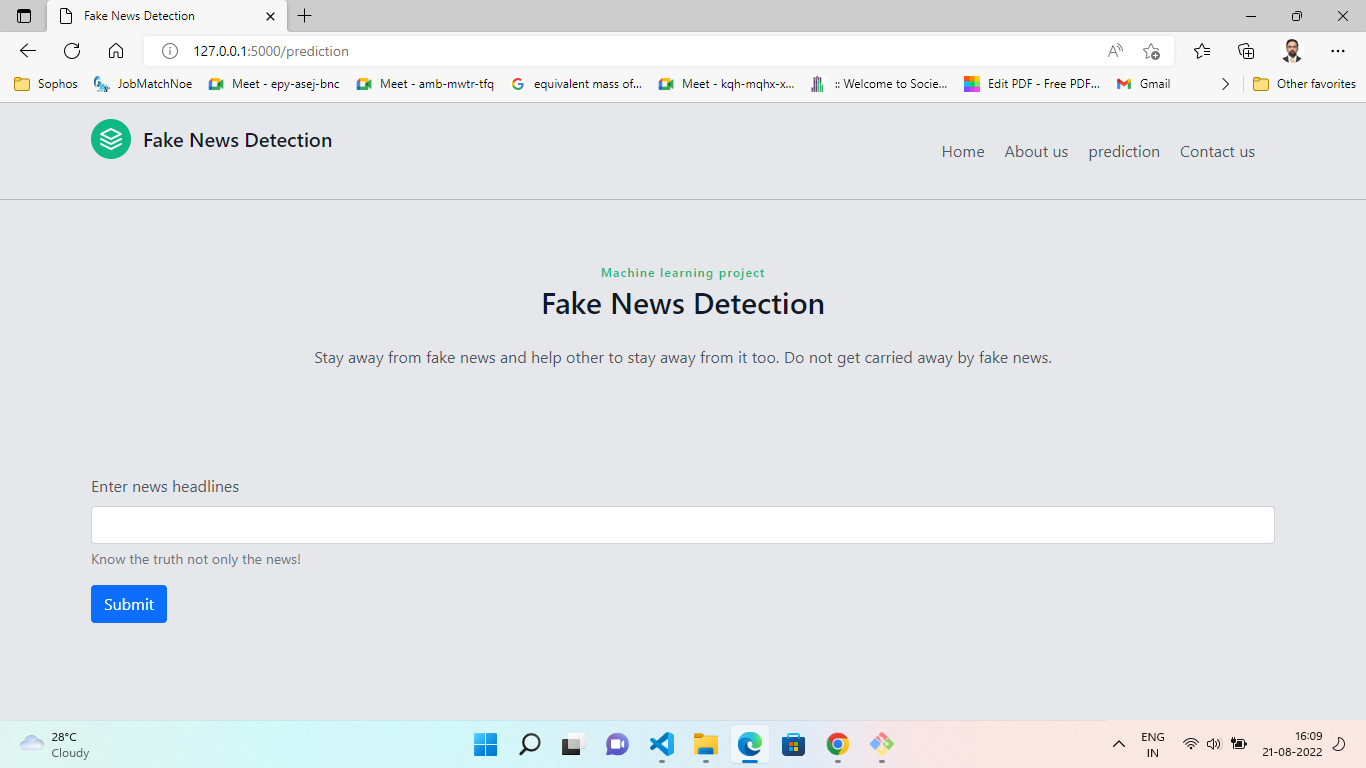 Fake News Detection
127.0.0.1:5000/prediction
Sophos JobMatchNoe Meet - epy-asej-bnc Meet - amb-mwtr-tfq equivalent mass of... Meet - kqh-mqhx-x... :: Welcome to Socie... Edit PDF - Free PDF... Gmail Other favorites
Fake News Detection
Home About us prediction Contact us
Machine learning project
Fake News Detection
Stay away from fake news and help other to stay away from it too. Do not get carried away by fake news.
Enter news headlines
Know the truth not only the news!
Submit
28°C
Cloudy
ENG
IN
16:09
21-08-2022